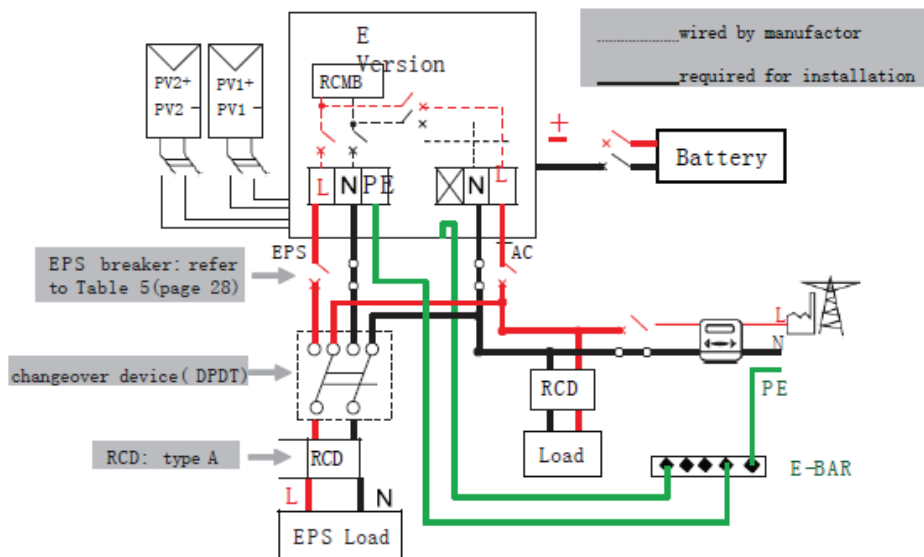 E
Version
RCMB
wired by manufactor
required for installation
PV2+
PV2
PV1+
PV1
+
Battery
L
N
PE
N
L
EPS
AC
EPS breaker: refer
to Table 5(page 28)
L
N
changeover device( DPDT)
RCD
PE
RCD: type A
RCD
Load
E-BAR
L
N
EPS Load